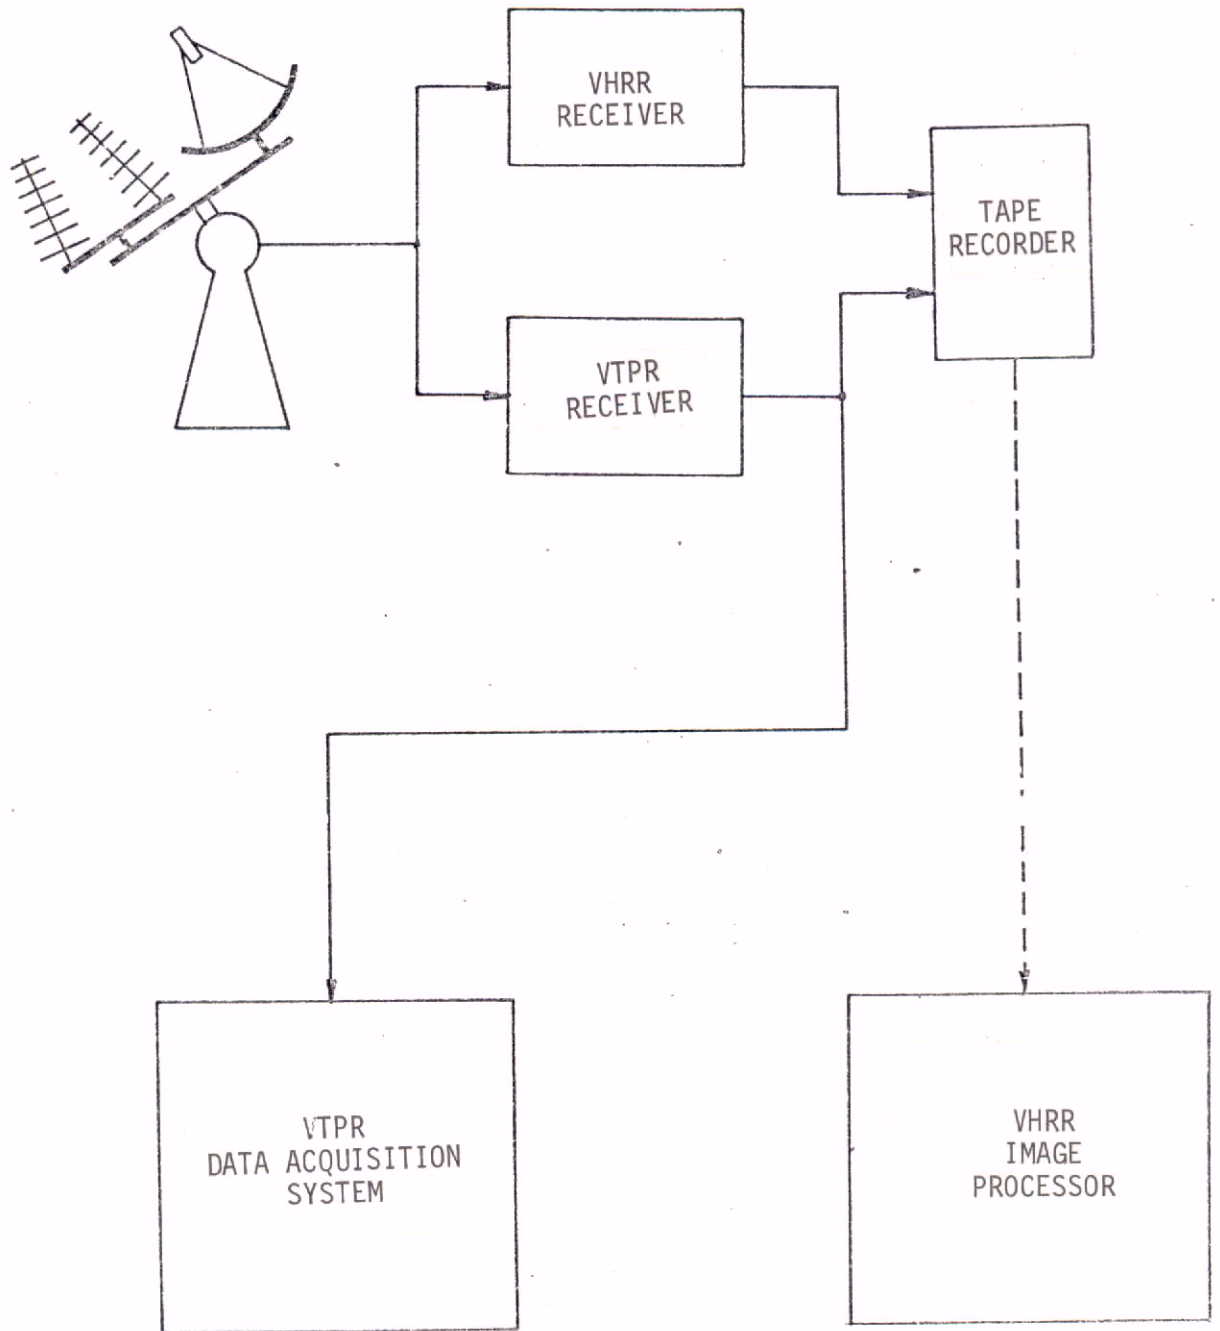 VHRR
RECEIVER
TAPE
RECORDER
VTPR
RECEIVER
VTPR
DATA ACQUISITION
SYSTEM
VHRR
IMAGE
PROCESSOR